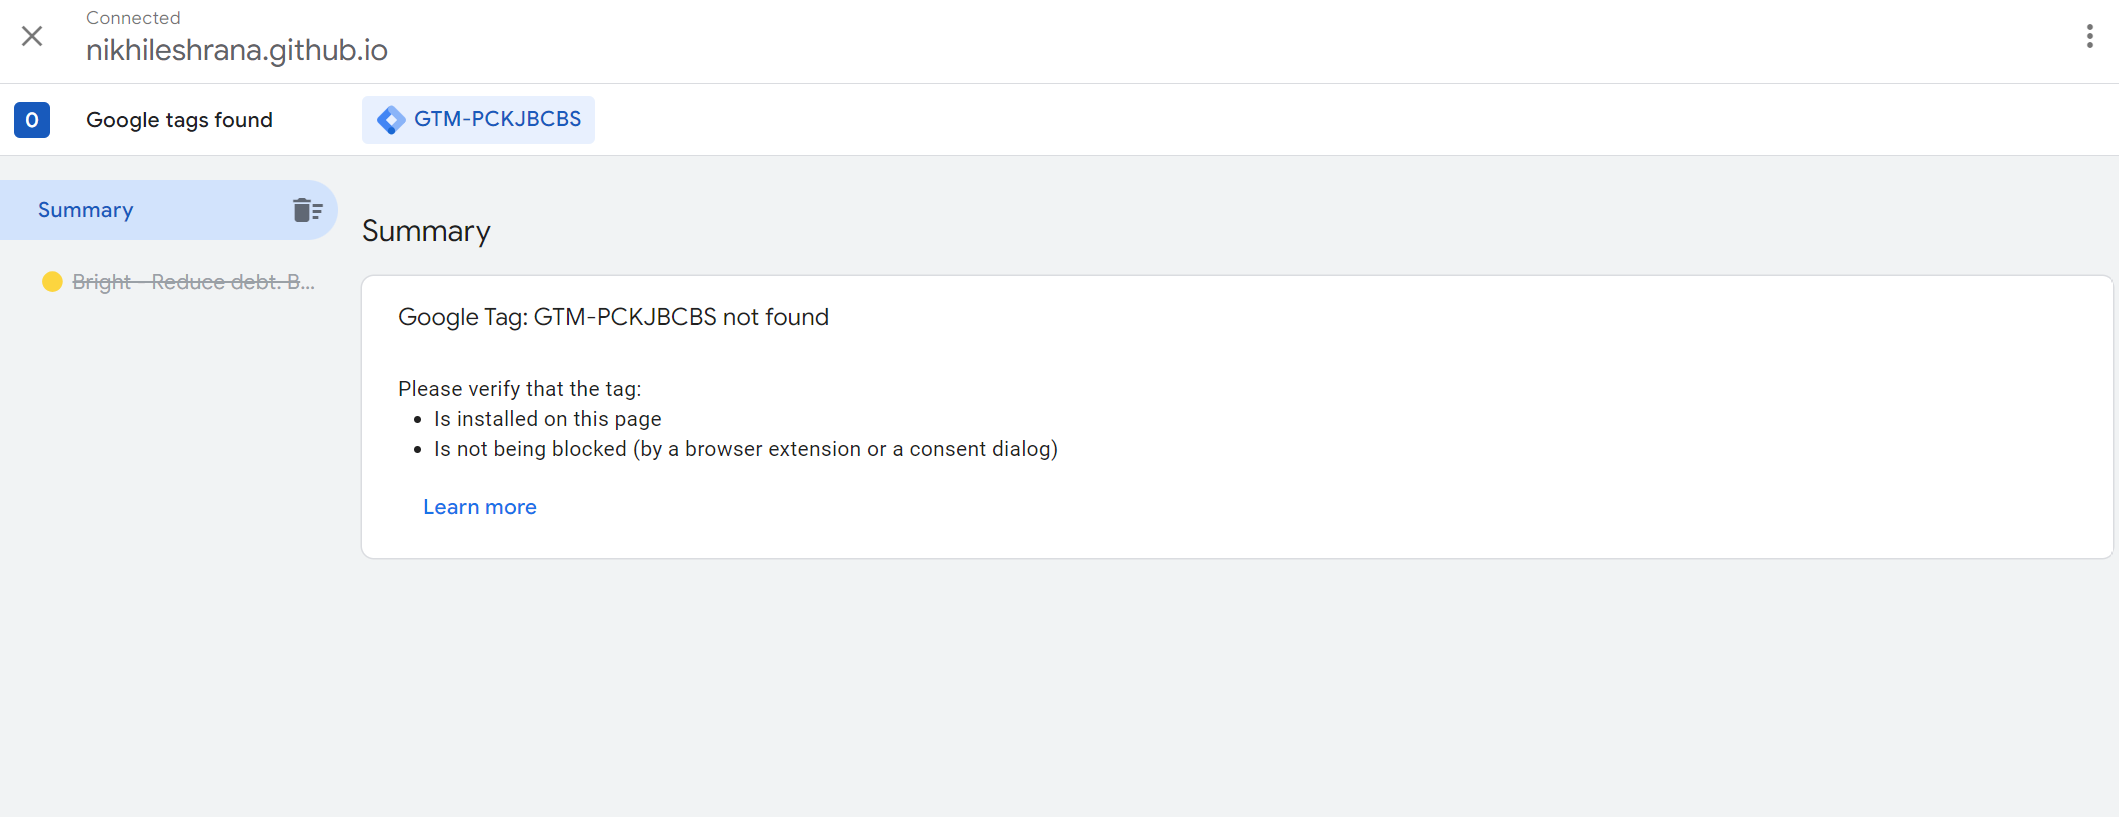 Connected
nikhileshrana.github.io
0 Google tags found GTM-PCKJBCBS
Summary
Bright - Reduce debt. B...
Summary
Google Tag: GTM-PCKJBCBS not found
Please verify that the tag:
• Is installed on this page
• Is not being blocked (by a browser extension or a consent dialog)
Learn more